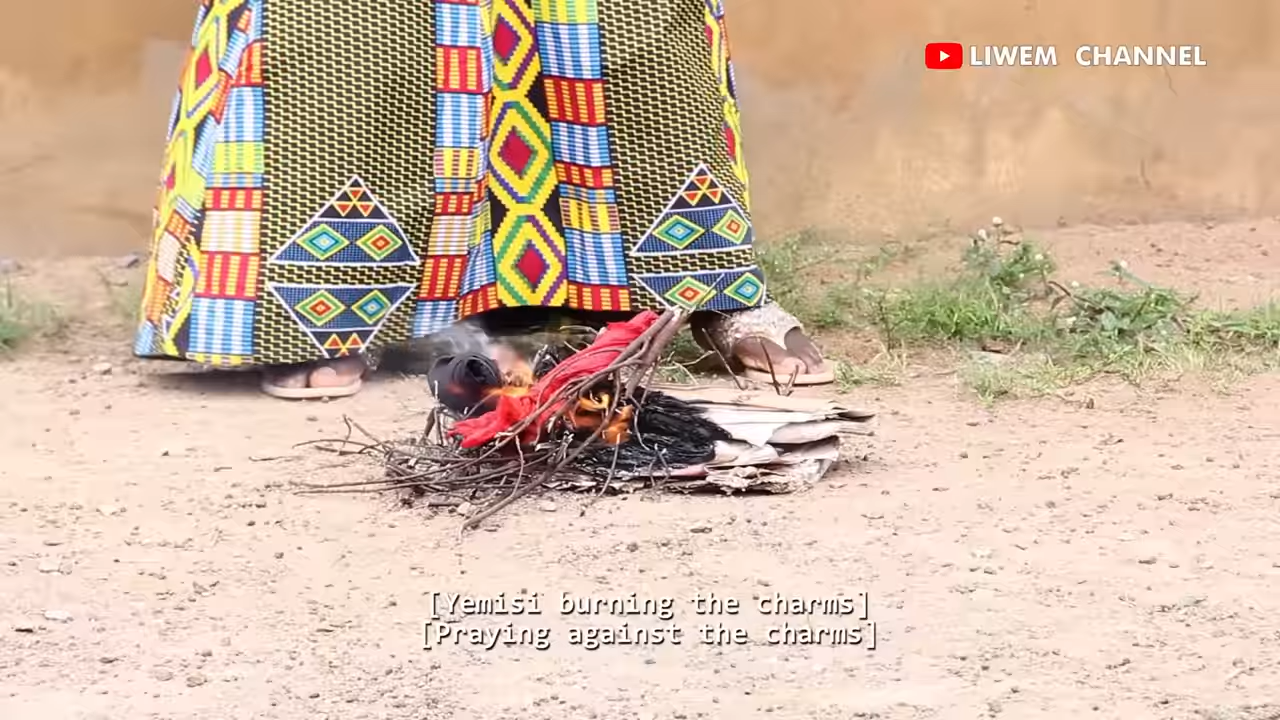 LIWEM CHANNEL
[Yemisi burning the charms]
[Praying against the charms]